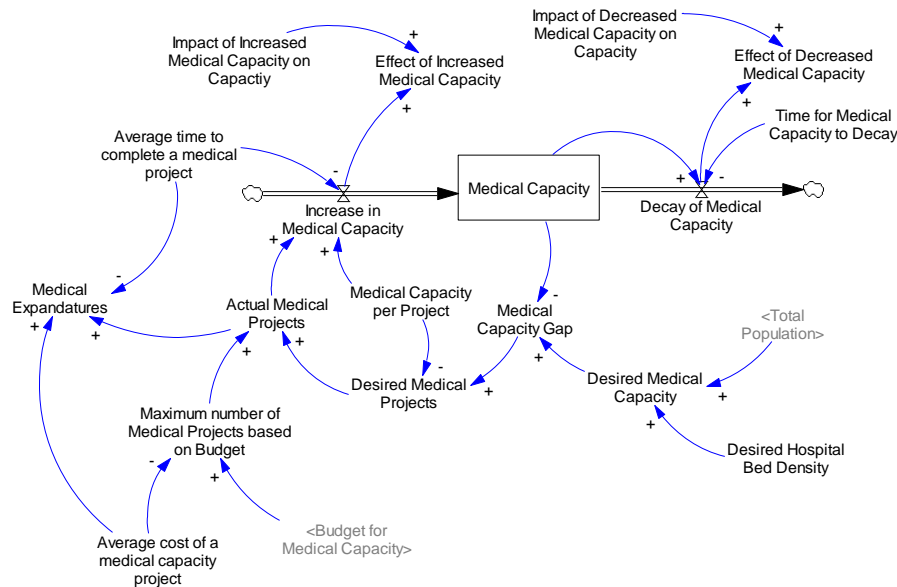 Impact of Increased
Medical Capacity on
Capactiy
+
Effect of Increased
Medical Capacity
+
Impact of Decreased
Medical Capacity on
Capacity
+
Effect of Decreased
Medical Capacity
+
Time for Medical
Capacity to Decay
Average time to
complete a medical
project
-
Increase in
Medical Capacity
+
+
Medical Capacity
+
-
Decay of Medical
Capacity
-
Medical
Expandatures
+
+
Actual Medical
Projects
+
+
Medical Capacity
per Project
-
Medical
Capacity Gap
+
<Total
Population>
-
Desired Medical
Projects
+
Desired Medical
Capacity
+
+
Maximum number of
Medical Projects based
on Budget
-
+
Desired Hospital
Bed Density
<Budget for
Medical Capacity>
Average cost of a
medical capacity
project